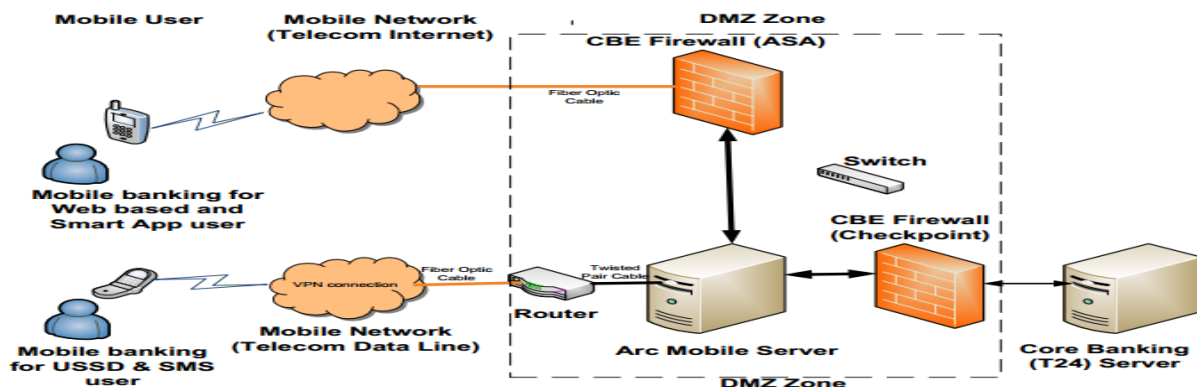 Mobile User
Mobile Network
(Telecom Internet)
DMZ Zone
CBE Firewall (ASA)
Fiber Optic
Cable
Switch
Mobile banking for
Web based and
Smart App user
CBE Firewall
(Checkpoint)
VPN connection
Fiber Optic
Cable
Twisted
Pair Cable
Router
Mobile Network
(Telecom Data Line)
Mobile banking
for USSD & SMS
user
Arc Mobile Server
Core Banking
(T24) Server
DMZ Zone